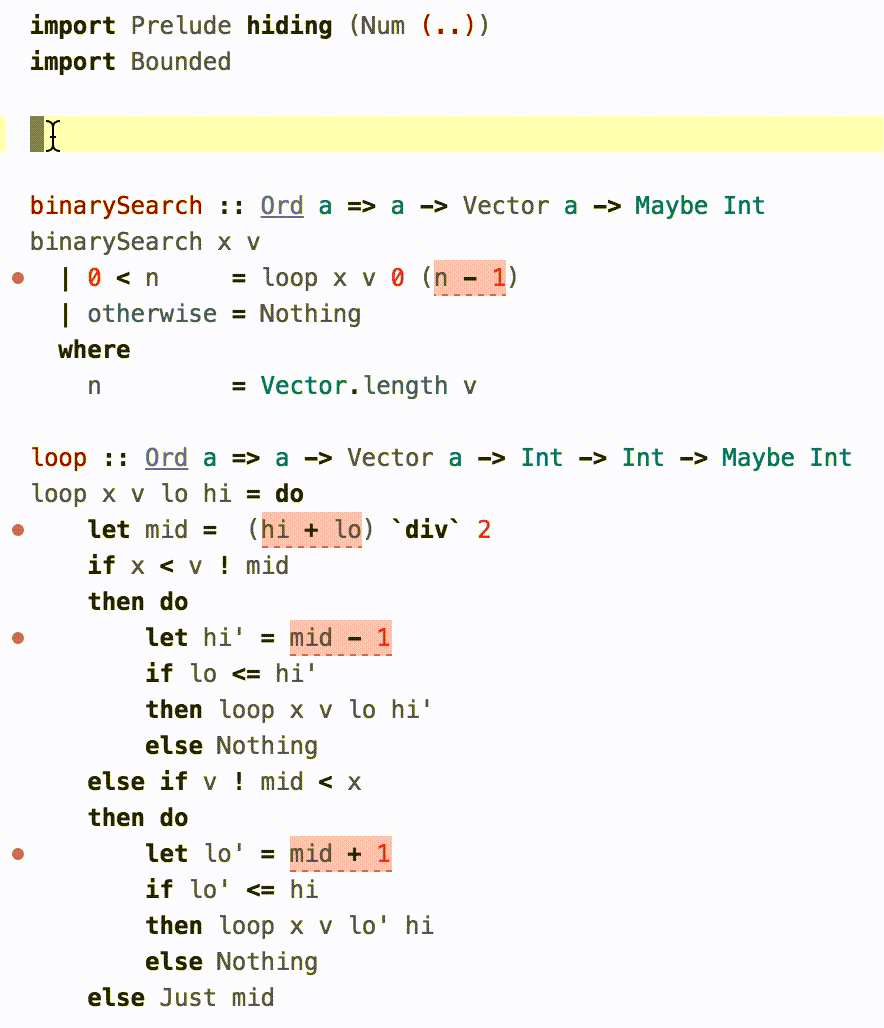 import Prelude hiding (Num (..))
import Bounded

binarySearch :: Ord a => a -> Vector a -> Maybe Int
binarySearch x v
  | 0 < n     = loop x v 0 (n - 1)
  | otherwise = Nothing
  where
    n         = Vector.length v

loop :: Ord a => a -> Vector a -> Int -> Int -> Maybe Int
loop x v lo hi = do
    let mid =  (hi + lo) `div` 2
    if x < v ! mid
    then do
        let hi' = mid - 1
        if lo <= hi'
        then loop x v lo hi'
        else Nothing
    else if v ! mid < x
    then do
        let lo' = mid + 1
        if lo' <= hi
        then loop x v lo' hi
        else Nothing
    else Just mid